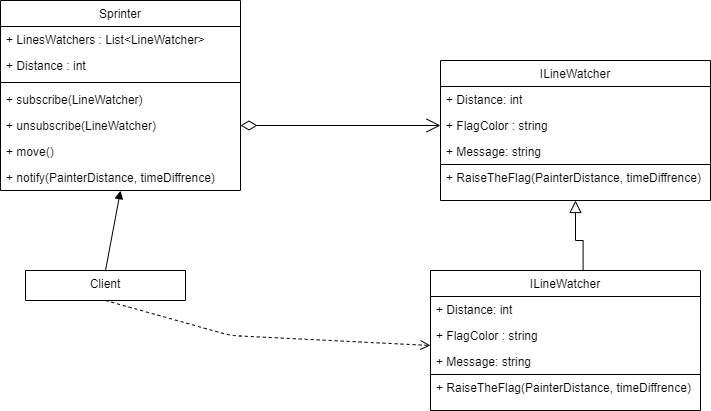 Sprinter
+ LinesWatchers : List<LineWatcher>
+ Distance : int
+ subscribe(LineWatcher)
+ unsubscribe(LineWatcher)
+ move()
+ notify(PainterDistance, timeDiffrence)
ILineWatcher
+ Distance: int
+ FlagColor : string
+ Message: string
+ RaiseTheFlag(PainterDistance, timeDiffrence)
Client
ILineWatcher
+ Distance: int
+ FlagColor : string
+ Message: string
+ RaiseTheFlag(PainterDistance, timeDiffrence)